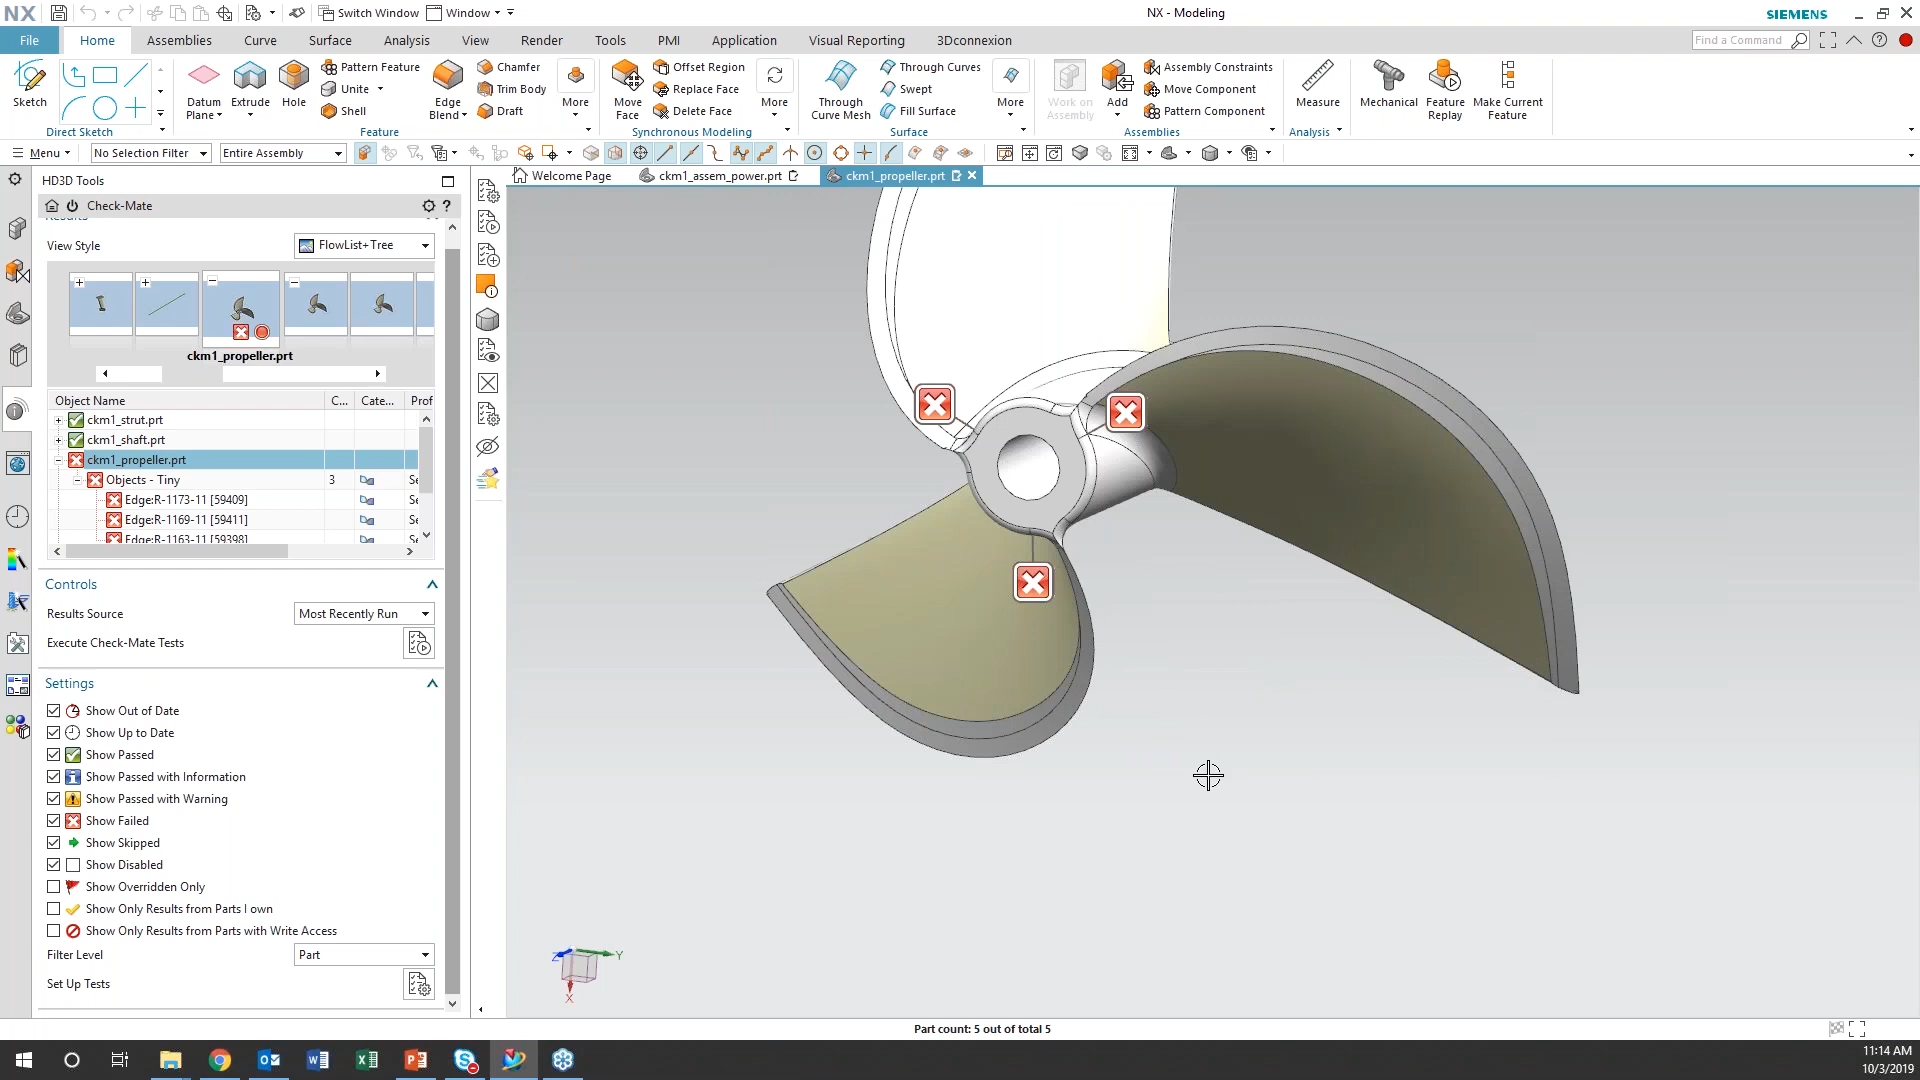 NX Switch Window Window NX - Modeling SIEMENS
File Home Assemblies Curve Surface Analysis View Render Tools PMI Application Visual Reporting 3Dconnexion Find a Command
Pattern Feature Chamfer Offset Region Through Curves Assembly Constraints
Unite Trim Body Replace Face Swept Move Component
Shell Draft Delete Face Fill Surface Pattern Component
Sketch Datum Plane Extrude Hole Edge Blend More Move Face More Through Curve Mesh More Work on Assembly Add Measure Mechanical Feature Replay Make Current Feature
Direct Sketch Feature Synchronous Modeling Surface Assemblies Analysis
Menu No Selection Filter Entire Assembly
HD3D Tools Welcome Page ckm1_assem_power.prt ckm1_propeller.prt
Check-Mate
Results
View Style FlowList+Tree
ckm1_propeller.prt
Object Name C... Cate... Prof
ckm1_strut.prt
ckm1_shaft.prt
ckm1_propeller.prt
Objects - Tiny 3 Se
Edge:R-1173-11 [59409] Se
Edge:R-1169-11 [59411] Se
Edge:R-1163-11 [59398] Se
Controls
Results Source Most Recently Run
Execute Check-Mate Tests
Settings
Show Out of Date
Show Up to Date
Show Passed
Show Passed with Information
Show Passed with Warning
Show Failed
Show Skipped
Show Disabled
Show Overridden Only
Show Only Results from Parts I own
Show Only Results from Parts with Write Access
Filter Level Part
Set Up Tests
Z Y
X
Part count: 5 out of total 5
11:14 AM
10/3/2019